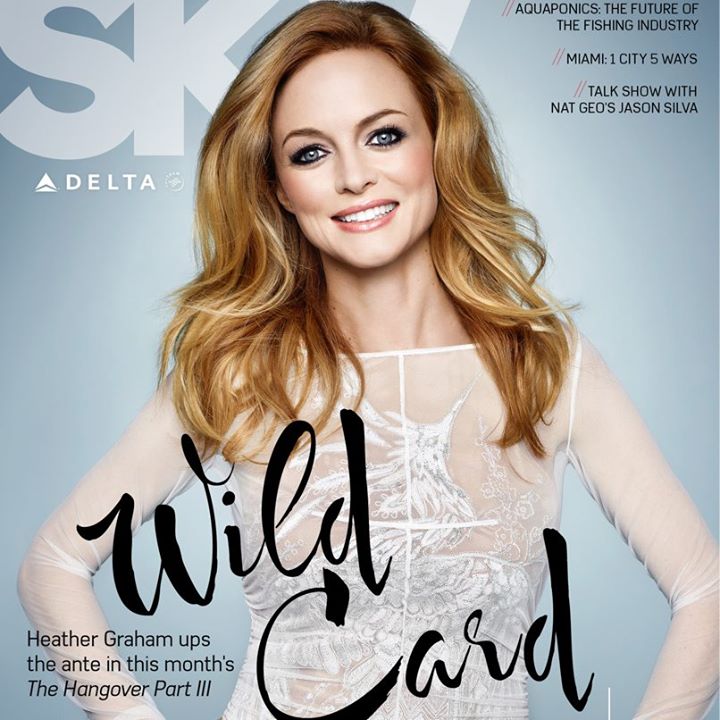 SKY
AQUAPONICS: THE FUTURE OF
THE FISHING INDUSTRY
MIAMI: 1 CITY 5 WAYS
TALK SHOW WITH
NAT GEO'S JASON SILVA
DELTA
Wild
Card
Heather Graham ups
the ante in this month's
The Hangover Part III